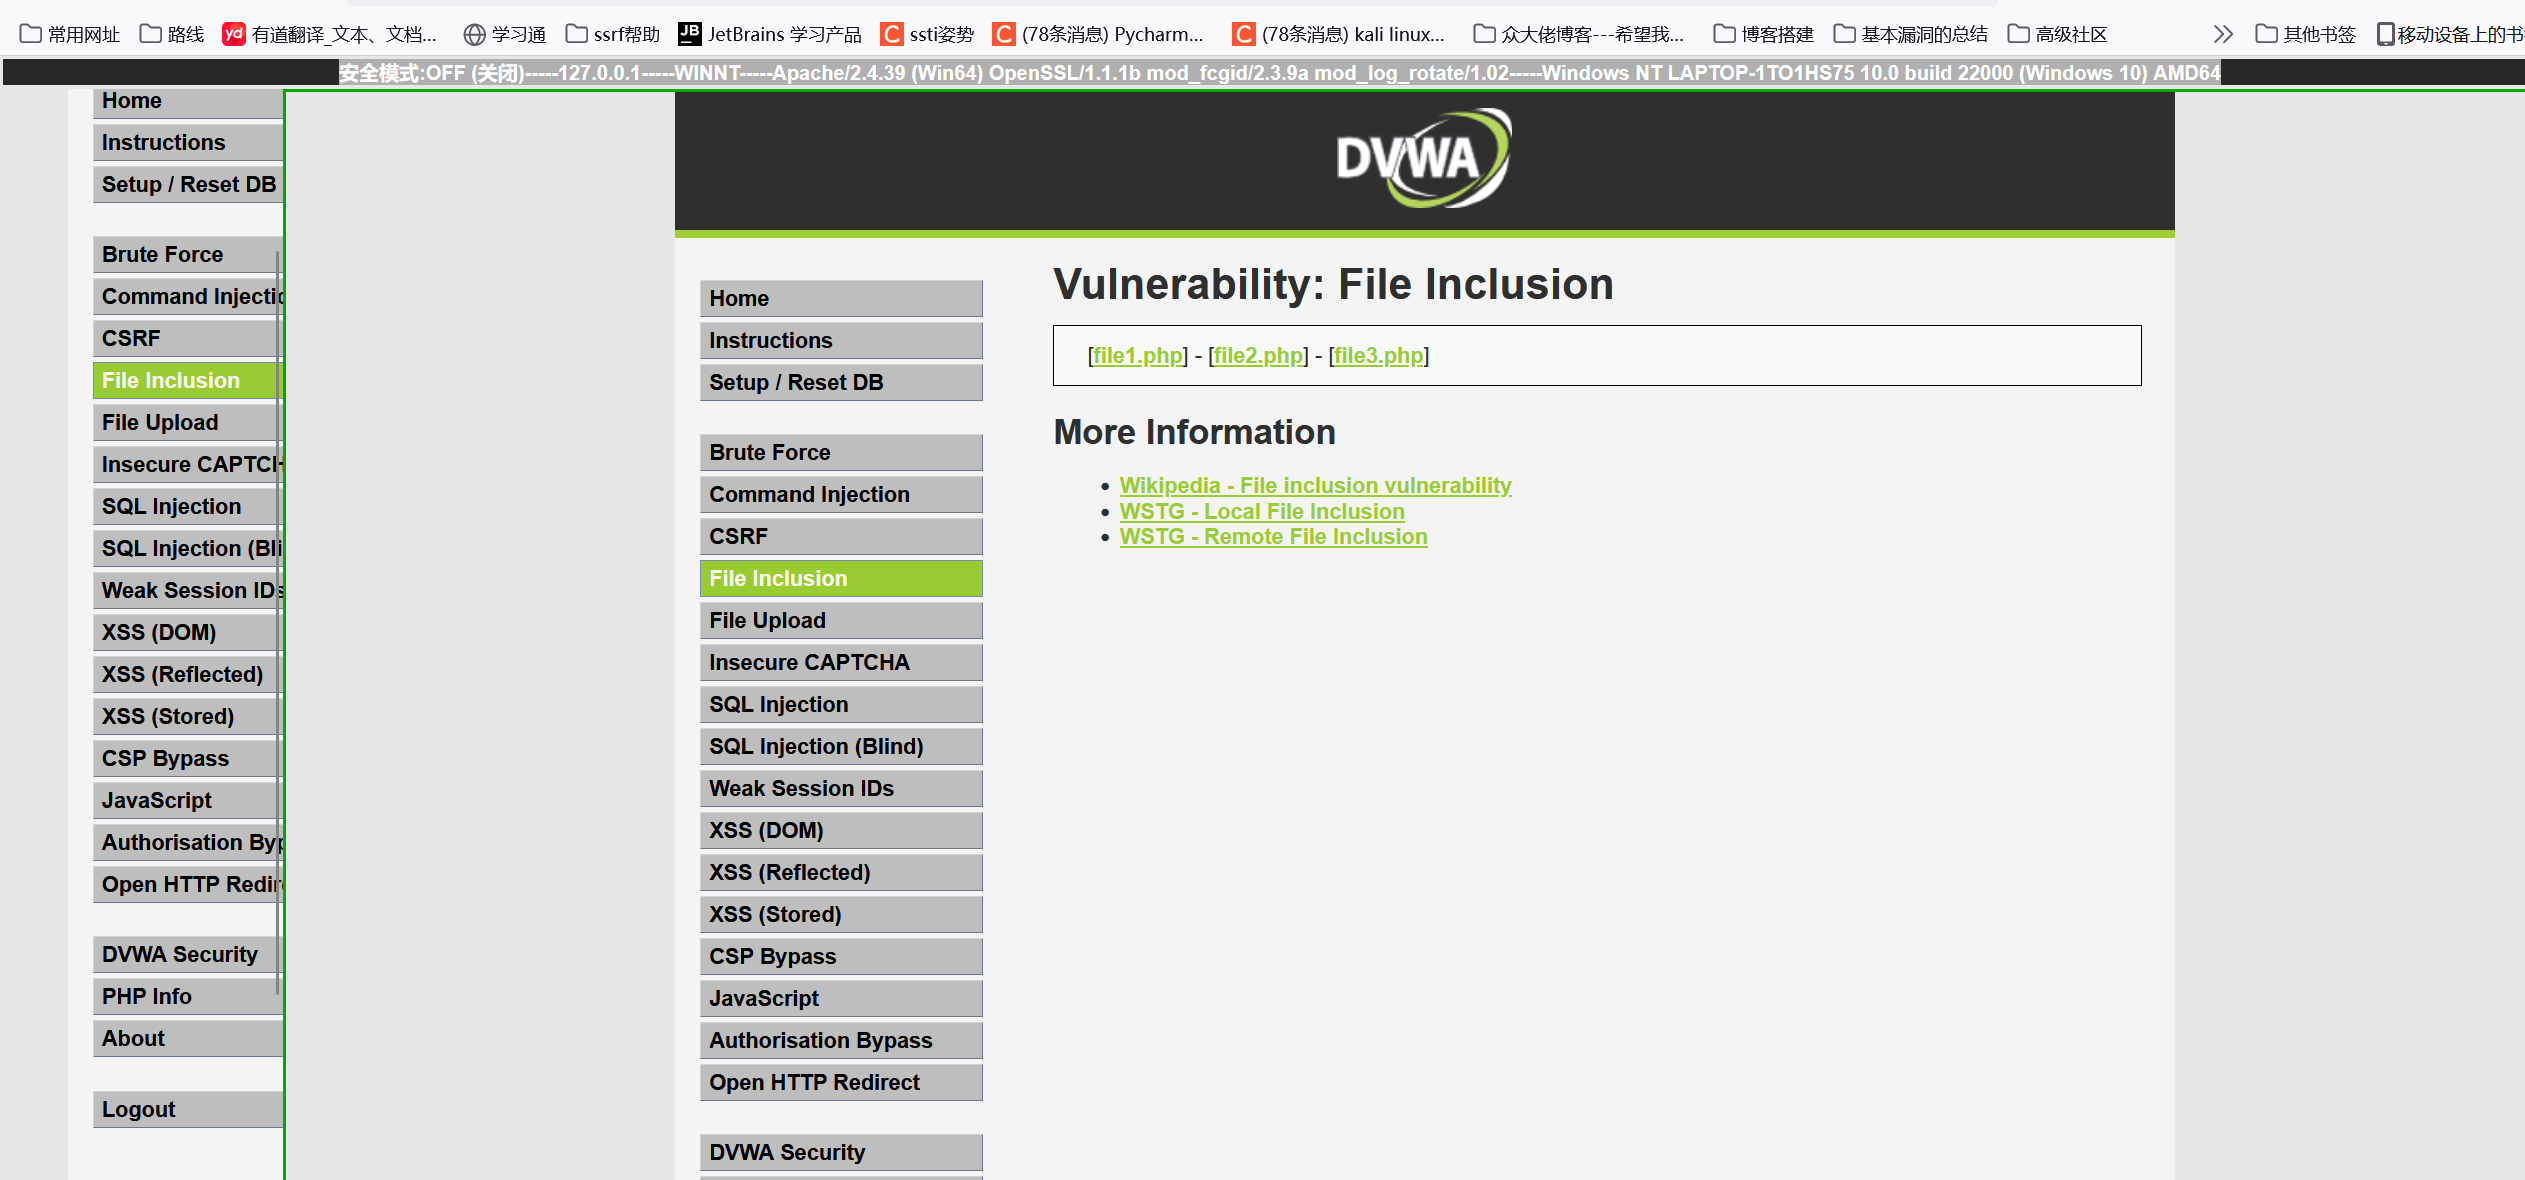 常用网址 路线 yd 有道翻译_文本、文档... 学习通 ssrf帮助 JB JetBrains 学习产品 C ssti姿势 C (78条消息) Pycharm... C (78条消息) kali linux... 众大佬博客---希望我... 博客搭建 基本漏洞的总结 高级社区 其他书签 移动设备上的书
安全模式:OFF (关闭)-----127.0.0.1-----WINNT-----Apache/2.4.39 (Win64) OpenSSL/1.1.1b mod_fcgid/2.3.9a mod_log_rotate/1.02-----Windows NT LAPTOP-1TO1HS75 10.0 build 22000 (Windows 10) AMD64
Home
Instructions
Setup / Reset DB
Brute Force
Command Injectio
CSRF
File Inclusion
File Upload
Insecure CAPTCH
SQL Injection
SQL Injection (Bli
Weak Session IDs
XSS (DOM)
XSS (Reflected)
XSS (Stored)
CSP Bypass
JavaScript
Authorisation Byp
Open HTTP Redire
DVWA Security
PHP Info
About
Logout
DVWA
Home
Instructions
Setup / Reset DB
Brute Force
Command Injection
CSRF
File Inclusion
File Upload
Insecure CAPTCHA
SQL Injection
SQL Injection (Blind)
Weak Session IDs
XSS (DOM)
XSS (Reflected)
XSS (Stored)
CSP Bypass
JavaScript
Authorisation Bypass
Open HTTP Redirect
DVWA Security
Vulnerability: File Inclusion
[file1.php] - [file2.php] - [file3.php]
More Information
Wikipedia - File inclusion vulnerability
WSTG - Local File Inclusion
WSTG - Remote File Inclusion